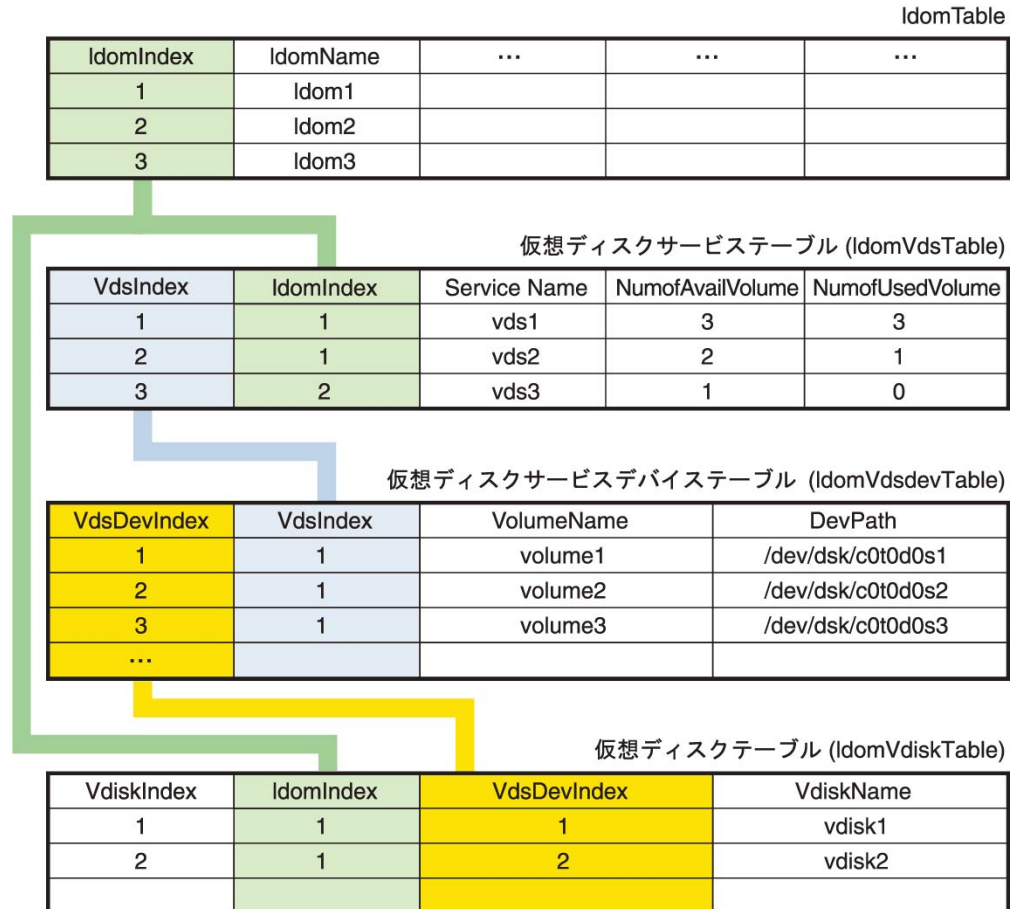 ldomTable
ldomIndex ldomName ... ... ...
1 ldom1
2 ldom2
3 ldom3
仮想ディスクサービステーブル (ldomVdsTable)
VdsIndex ldomIndex Service Name NumofAvailVolume NumofUsedVolume
1 1 vds1 3 3
2 1 vds2 2 1
3 2 vds3 1 0
仮想ディスクサービスデバイステーブル (ldomVdsdevTable)
VdsDevIndex VdsIndex VolumeName DevPath
1 1 volume1 /dev/dsk/c0t0d0s1
2 1 volume2 /dev/dsk/c0t0d0s2
3 1 volume3 /dev/dsk/c0t0d0s3
...
仮想ディスクテーブル (ldomVdiskTable)
VdiskIndex ldomIndex VdsDevIndex VdiskName
1 1 1 vdisk1
2 1 2 vdisk2